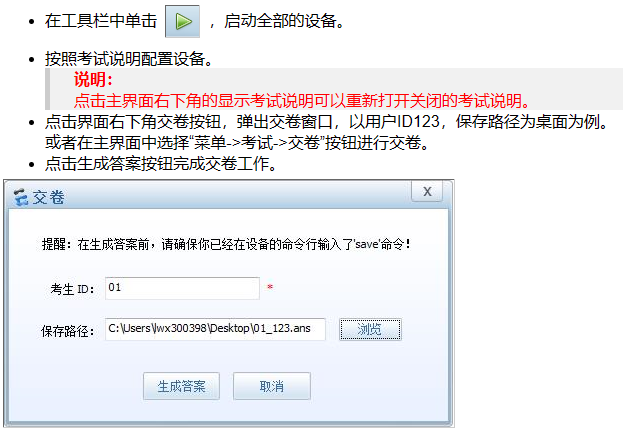 在工具栏中单击 ，启动全部的设备。
按照考试说明配置设备。
说明：
点击主界面右下角的显示考试说明可以重新打开关闭的考试说明。
点击界面右下角交卷按钮，弹出交卷窗口，以用户ID123，保存路径为桌面为例。
或者在主界面中选择“菜单->考试->交卷”按钮进行交卷。
点击生成答案按钮完成交卷工作。
交卷
X
提醒：在生成答案前，请确保你已经在设备的命令行输入了'save'命令！
考生 ID： 01 *
保存路径： C:\Users\lwx300398\Desktop\01_123.ans 浏览
生成答案 取消